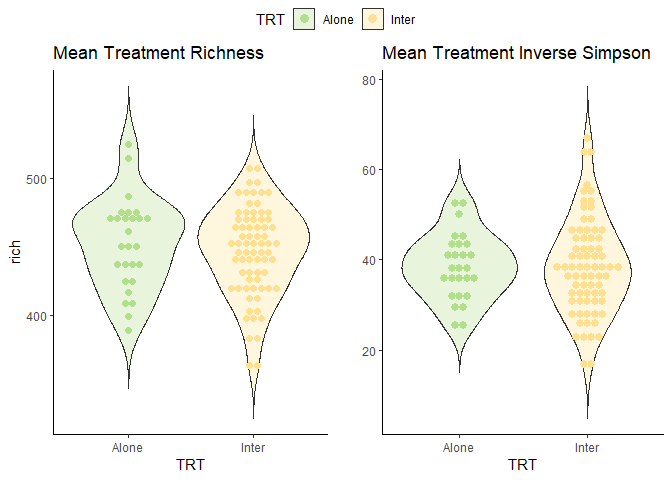 TRT Alone Inter
Mean Treatment Richness
rich
500
400
Alone Inter
TRT
Mean Treatment Inverse Simpson
80
60
40
20
Alone Inter
TRT